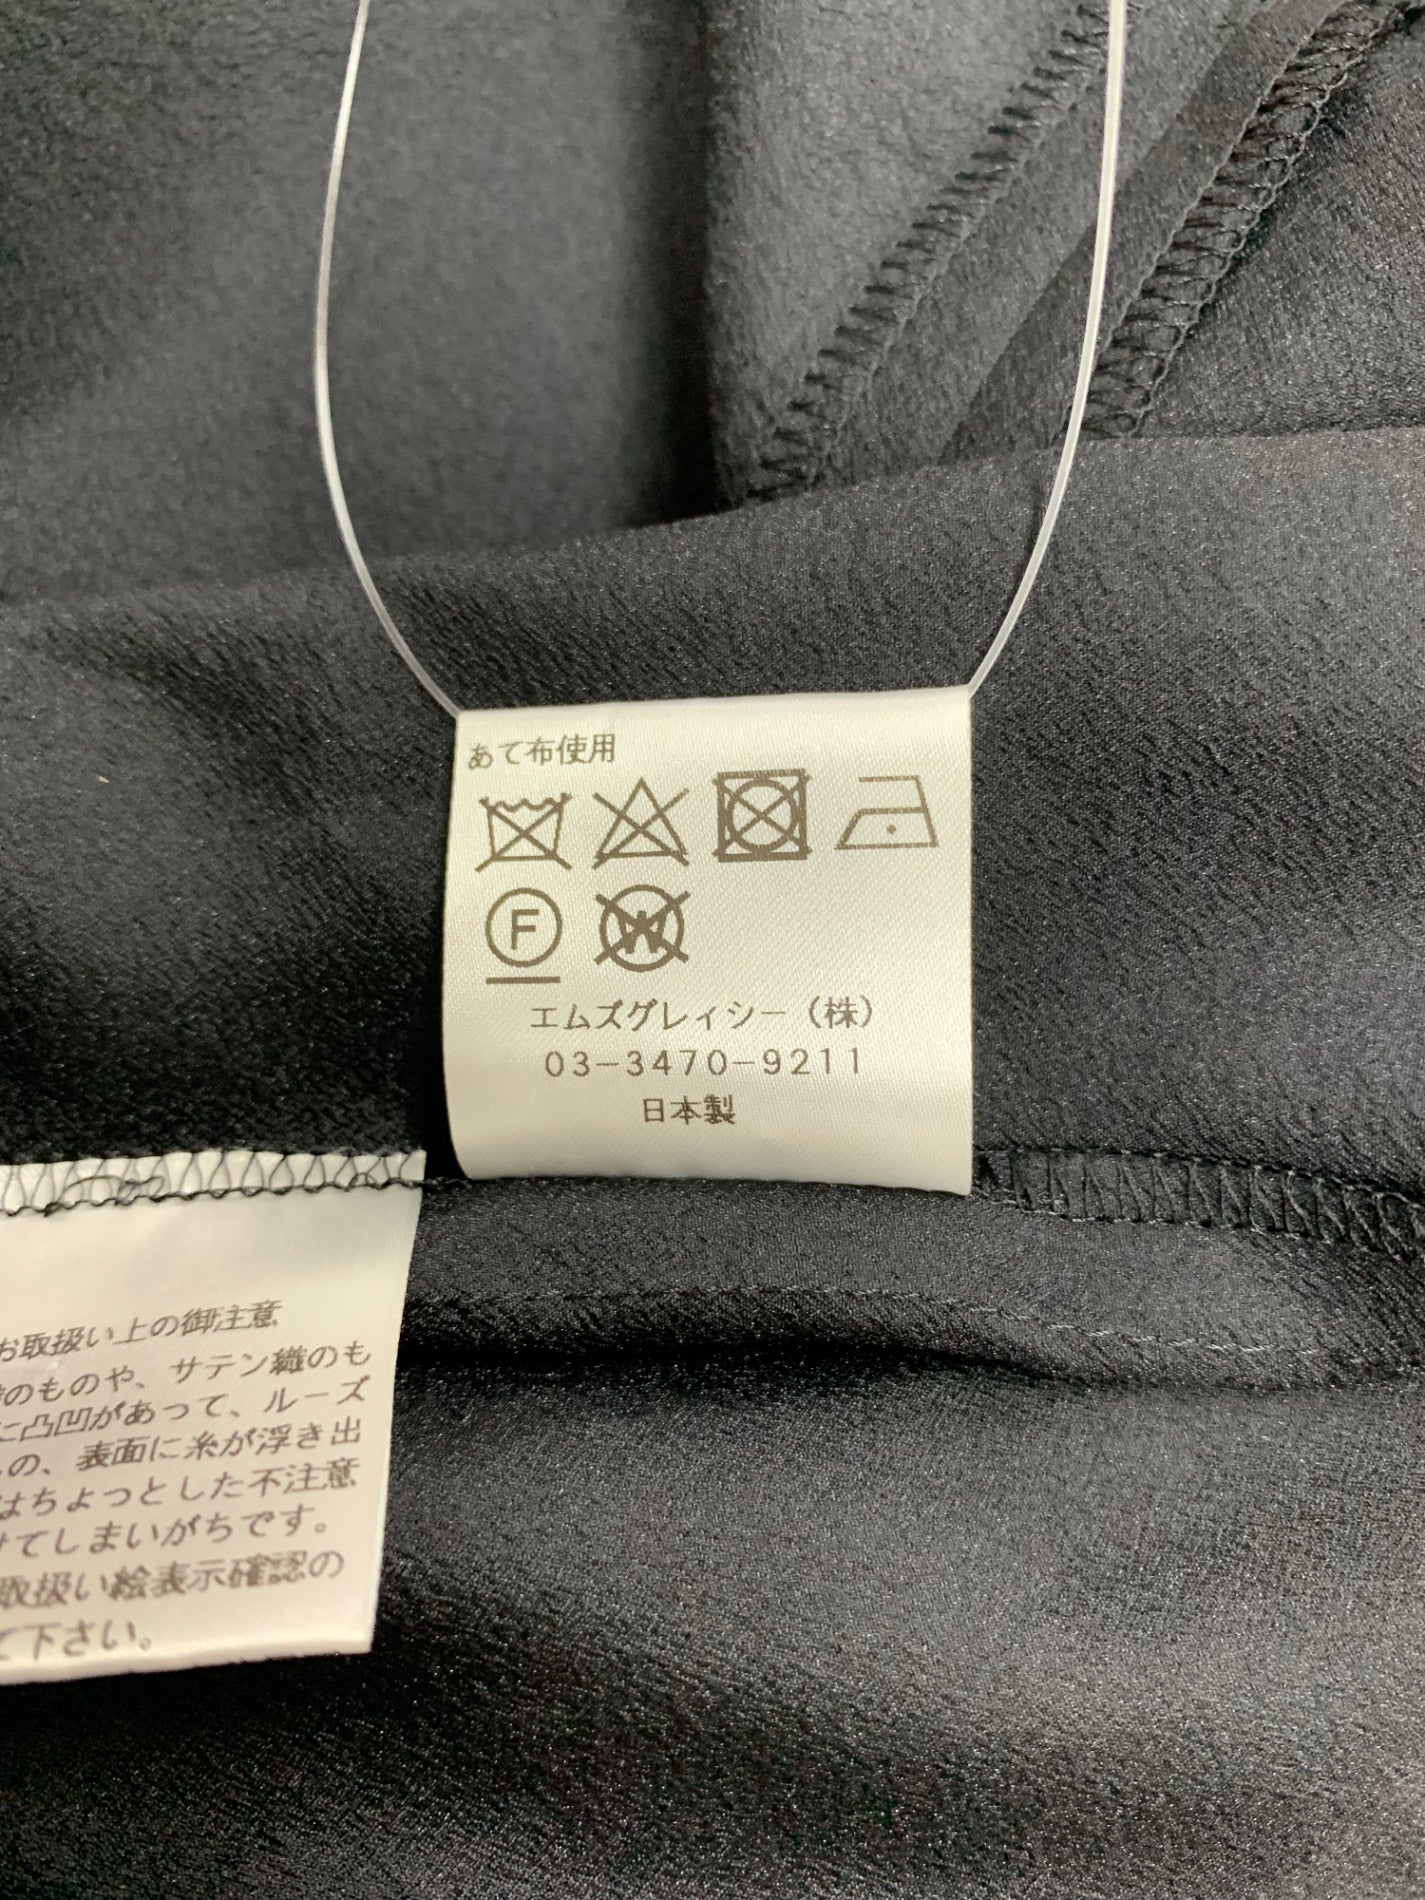 あて布使用
F
W
エムズグレィシー（株）
03-3470-9211
日本製
お取扱い上の御注意
のものや、サテン織のも
に凸凹があって、ルーズ
の、表面に糸が浮き出
はちょっとした不注意
けてしまいがちです。
取扱い絵表示確認の
て下さい。